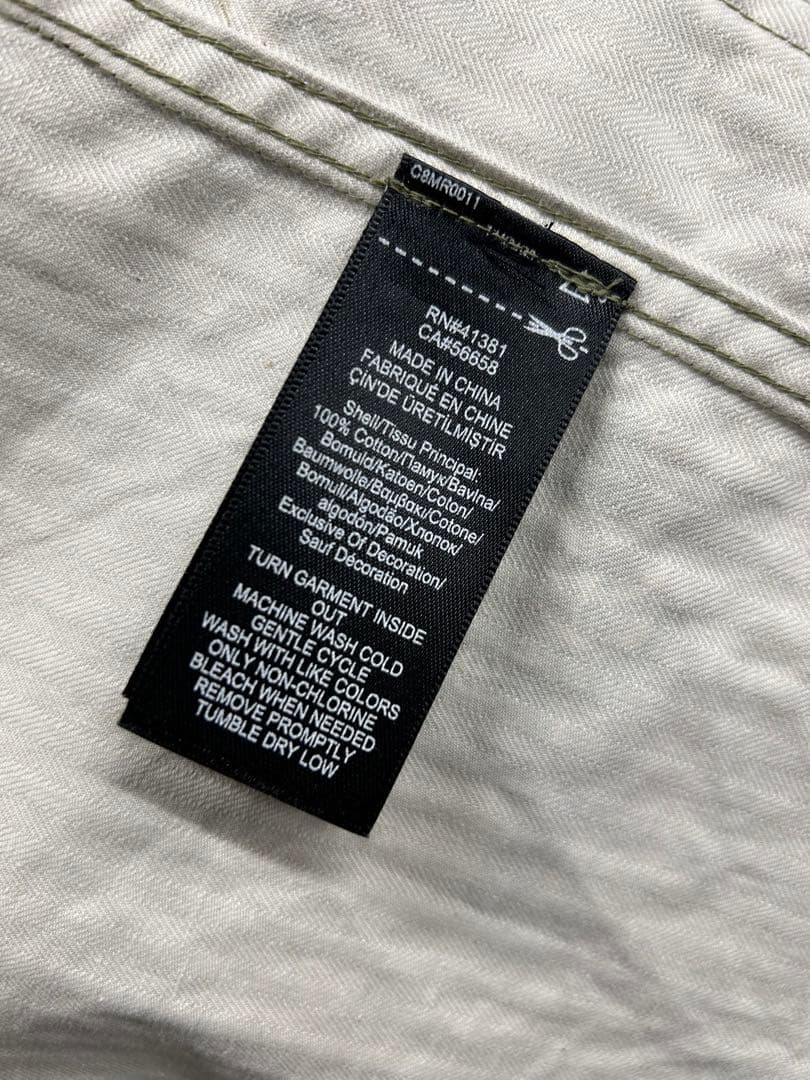 C8MR0011
RN#41381
CA#56658
MADE IN CHINA
FABRIQUÉ EN CHINE
ÇİN'DE ÜRETİLMİSTİR
Shell/Tissu Principal:
100% Cotton/Памук/Bavlna/
Bomuld/Katoen/Coton/
Baumwolle/Βαμβακι/Cotone/
Bomull/Algodão/Хлопок/
algodón/Pamuk
Exclusive Of Decoration/
Sauf Décoration
TURN GARMENT INSIDE
OUT
MACHINE WASH COLD
GENTLE CYCLE
WASH WITH LIKE COLORS
ONLY NON-CHLORINE
BLEACH WHEN NEEDED
REMOVE PROMPTLY
TUMBLE DRY LOW